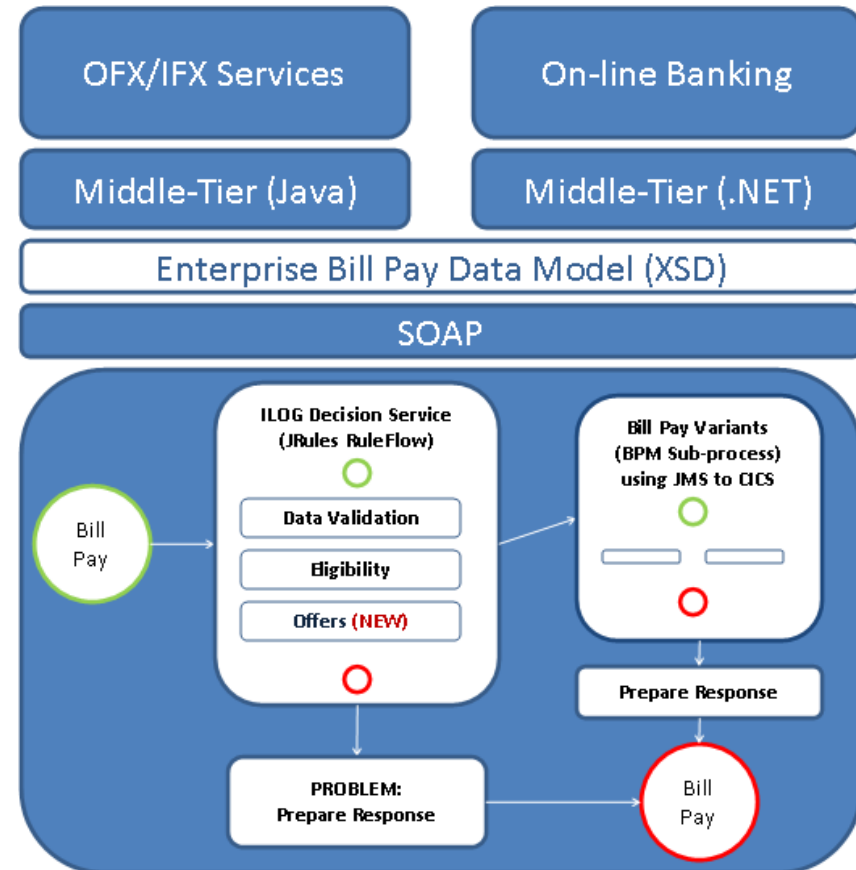 OFX/IFX Services
On-line Banking
Middle-Tier (Java)
Middle-Tier (.NET)
Enterprise Bill Pay Data Model (XSD)
SOAP
ILOG Decision Service
(JRules RuleFlow)
Data Validation
Eligibility
Offers (NEW)
Bill Pay Variants
(BPM Sub-process)
using JMS to CICS
Bill
Pay
Prepare Response
PROBLEM:
Prepare Response
Bill
Pay